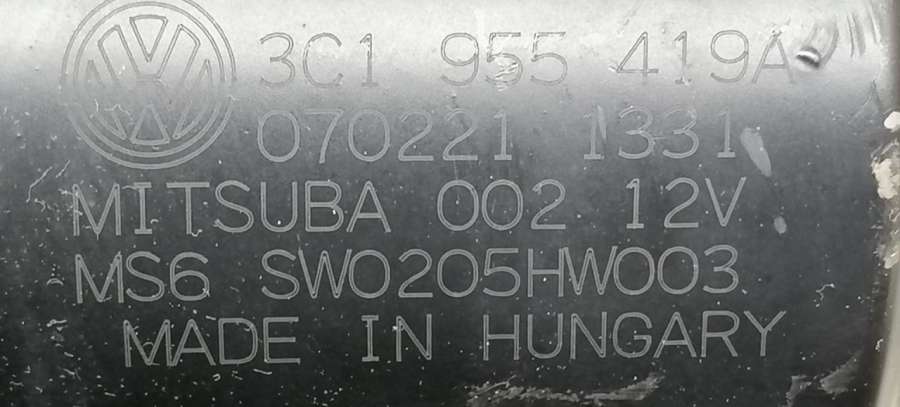 3C1 955 419A
070221 1331
MITSUBA 002 12V
MS6 SW0205HW003
MADE IN HUNGARY